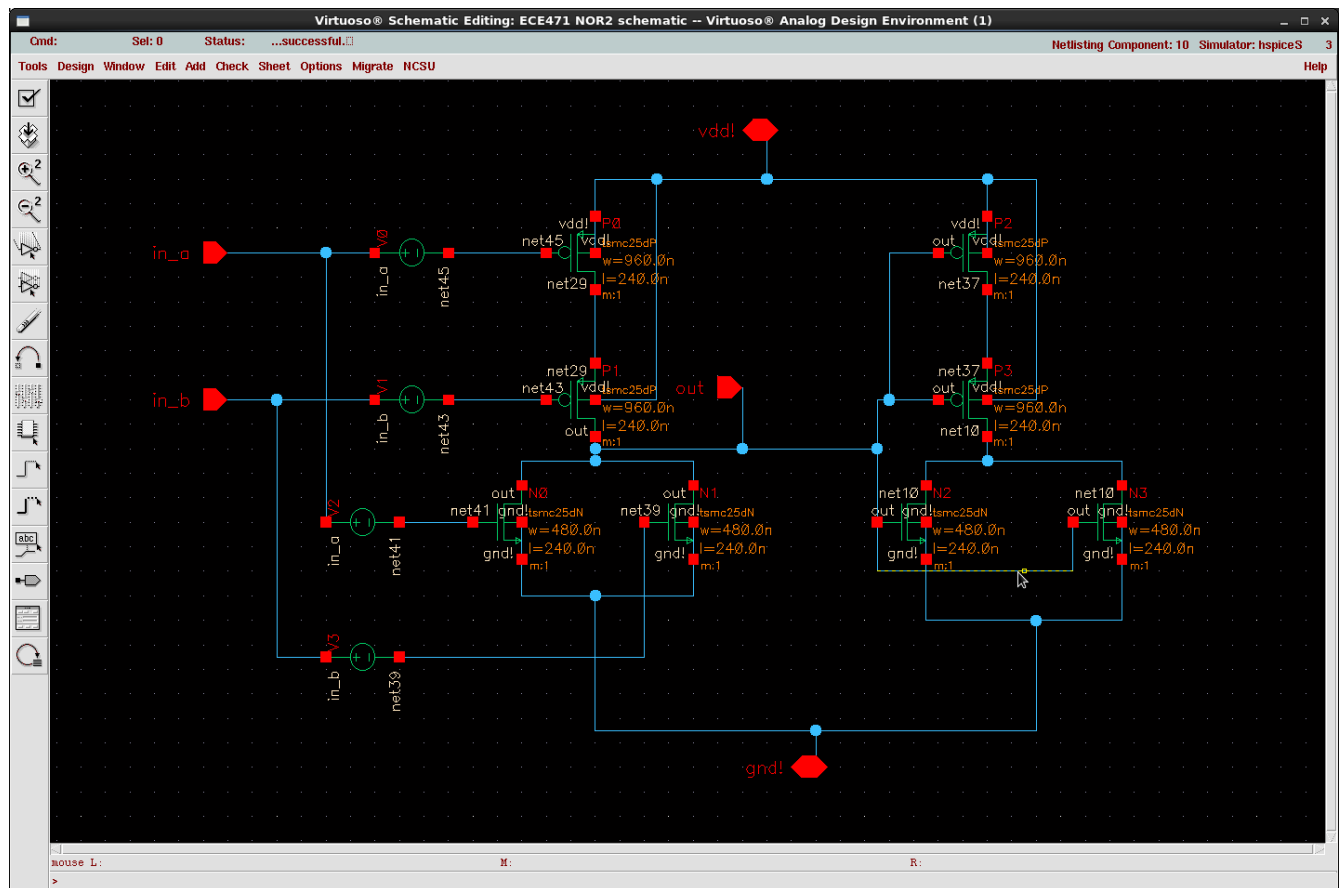 Virtuoso® Schematic Editing: ECE471 NOR2 schematic -- Virtuoso® Analog Design Environment (1)
Cmd: Sel: 0 Status: ...successful. Netlisting Component: 10 Simulator: hspiceS 3
Tools Design Window Edit Add Check Sheet Options Migrate NCSU Help
vdd!
vdd! P0
net45 vdd! tsmc25dP
w=960.0n
net29 l=240.0n
m:1
vdd! P2
out vdd! tsmc25dP
w=960.0n
net37 l=240.0n
m:1
in_a
V0
in_a
net45
net29 P1
net43 vdd! tsmc25dP
w=960.0n
out l=240.0n
m:1
out
net37 P3
out vdd! tsmc25dP
w=960.0n
net10 l=240.0n
m:1
in_b
V1
in_b
net43
V2
in_a
net41
out N0
net41 gnd! tsmc25dN
w=480.0n
gnd! l=240.0n
m:1
out N1
net39 gnd! tsmc25dN
w=480.0n
gnd! l=240.0n
m:1
net10 N2
out gnd! tsmc25dN
w=480.0n
gnd! l=240.0n
m:1
net10 N3
out gnd! tsmc25dN
w=480.0n
gnd! l=240.0n
m:1
V3
in_b
net39
gnd!
abc
2
2
mouse L: M: R:
>